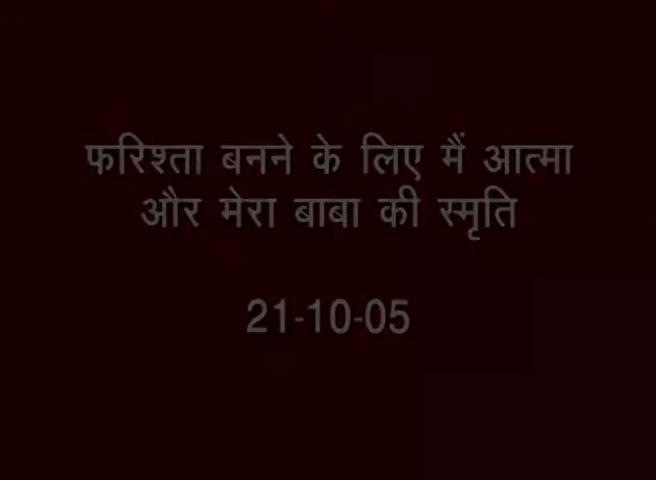 फरिश्ता बनने के लिए मैं आत्मा
और मेरा बाबा की स्मृति
21-10-05